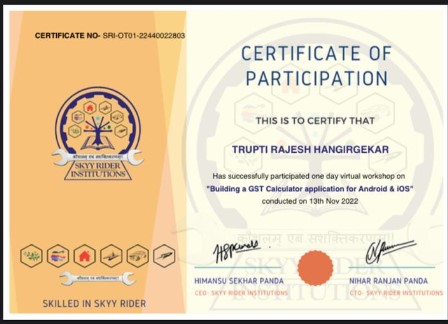 CERTIFICATE NO- SRI-OT01-22440022803
SKYY RIDER
INSTITUTIONS
SKILLED IN SKYY RIDER
CERTIFICATE OF
PARTICIPATION
THIS IS TO CERTIFY THAT
TRUPTI RAJESH HANGIRGEKAR
Has successfully participated one day virtual workshop on
"Building a GST Calculator application for Android & iOS"
conducted on 13th Nov 2022
HIMANSU SEKHAR PANDA
CEO- SKYY RIDER INSTITUTIONS
NIHAR RANJAN PANDA
CTO- SKYY RIDER INSTITUTIONS